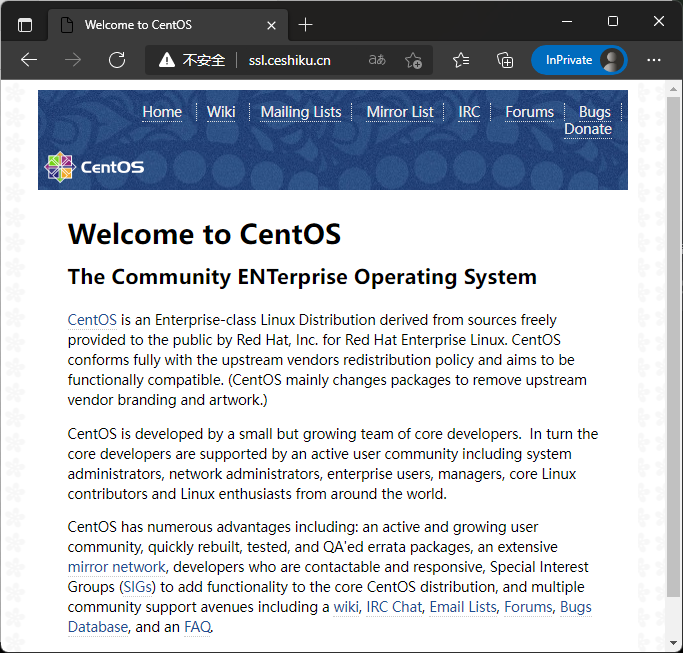 Welcome to CentOS
不安全 ssl.ceshiku.cn aあ InPrivate
Home Wiki Mailing Lists Mirror List IRC Forums Bugs
Donate
CentOS
Welcome to CentOS
The Community ENTerprise Operating System
CentOS is an Enterprise-class Linux Distribution derived from sources freely
provided to the public by Red Hat, Inc. for Red Hat Enterprise Linux. CentOS
conforms fully with the upstream vendors redistribution policy and aims to be
functionally compatible. (CentOS mainly changes packages to remove upstream
vendor branding and artwork.)
CentOS is developed by a small but growing team of core developers.  In turn the
core developers are supported by an active user community including system
administrators, network administrators, enterprise users, managers, core Linux
contributors and Linux enthusiasts from around the world.
CentOS has numerous advantages including: an active and growing user
community, quickly rebuilt, tested, and QA'ed errata packages, an extensive
mirror network, developers who are contactable and responsive, Special Interest
Groups (SIGs) to add functionality to the core CentOS distribution, and multiple
community support avenues including a wiki, IRC Chat, Email Lists, Forums, Bugs
Database, and an FAQ.